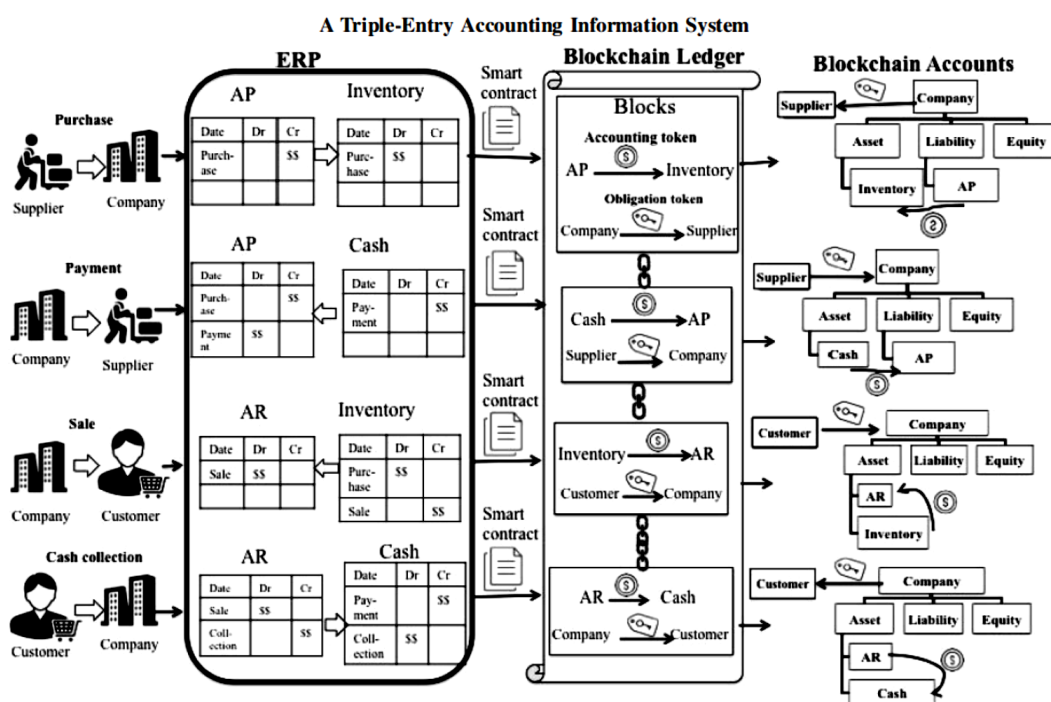 A Triple-Entry Accounting Information System
ERP
Blockchain Ledger
Blockchain Accounts
Purchase
Supplier
Company
AP
Date Dr Cr
Purch-
ase $$
Inventory
Date Dr Cr
Purc-
hase $$
Smart
contract
Blocks
Accounting token
AP Inventory
Obligation token
Company Supplier
Supplier Company
Asset Liability Equity
Inventory AP
Payment
Company
Supplier
AP
Date Dr Cr
Purch-
ase $$
Payme
nt $$
Cash
Date Dr Cr
Pay-
ment $$
Smart
contract
Cash AP
Supplier Company
Supplier Company
Asset Liability Equity
Cash AP
Sale
Company
Customer
AR
Date Dr Cr
Sale $$
Inventory
Date Dr Cr
Purc-
hase $$
Sale $$
Smart
contract
Inventory AR
Customer Company
Customer Company
Asset Liability Equity
AR
Inventory
Cash collection
Customer
Company
AR
Date Dr Cr
Sale $$
Coll-
ection $$
Cash
Date Dr Cr
Pay-
ment $$
Coll-
ection $$
Smart
contract
AR Cash
Company Customer
Customer Company
Asset Liability Equity
AR
Cash